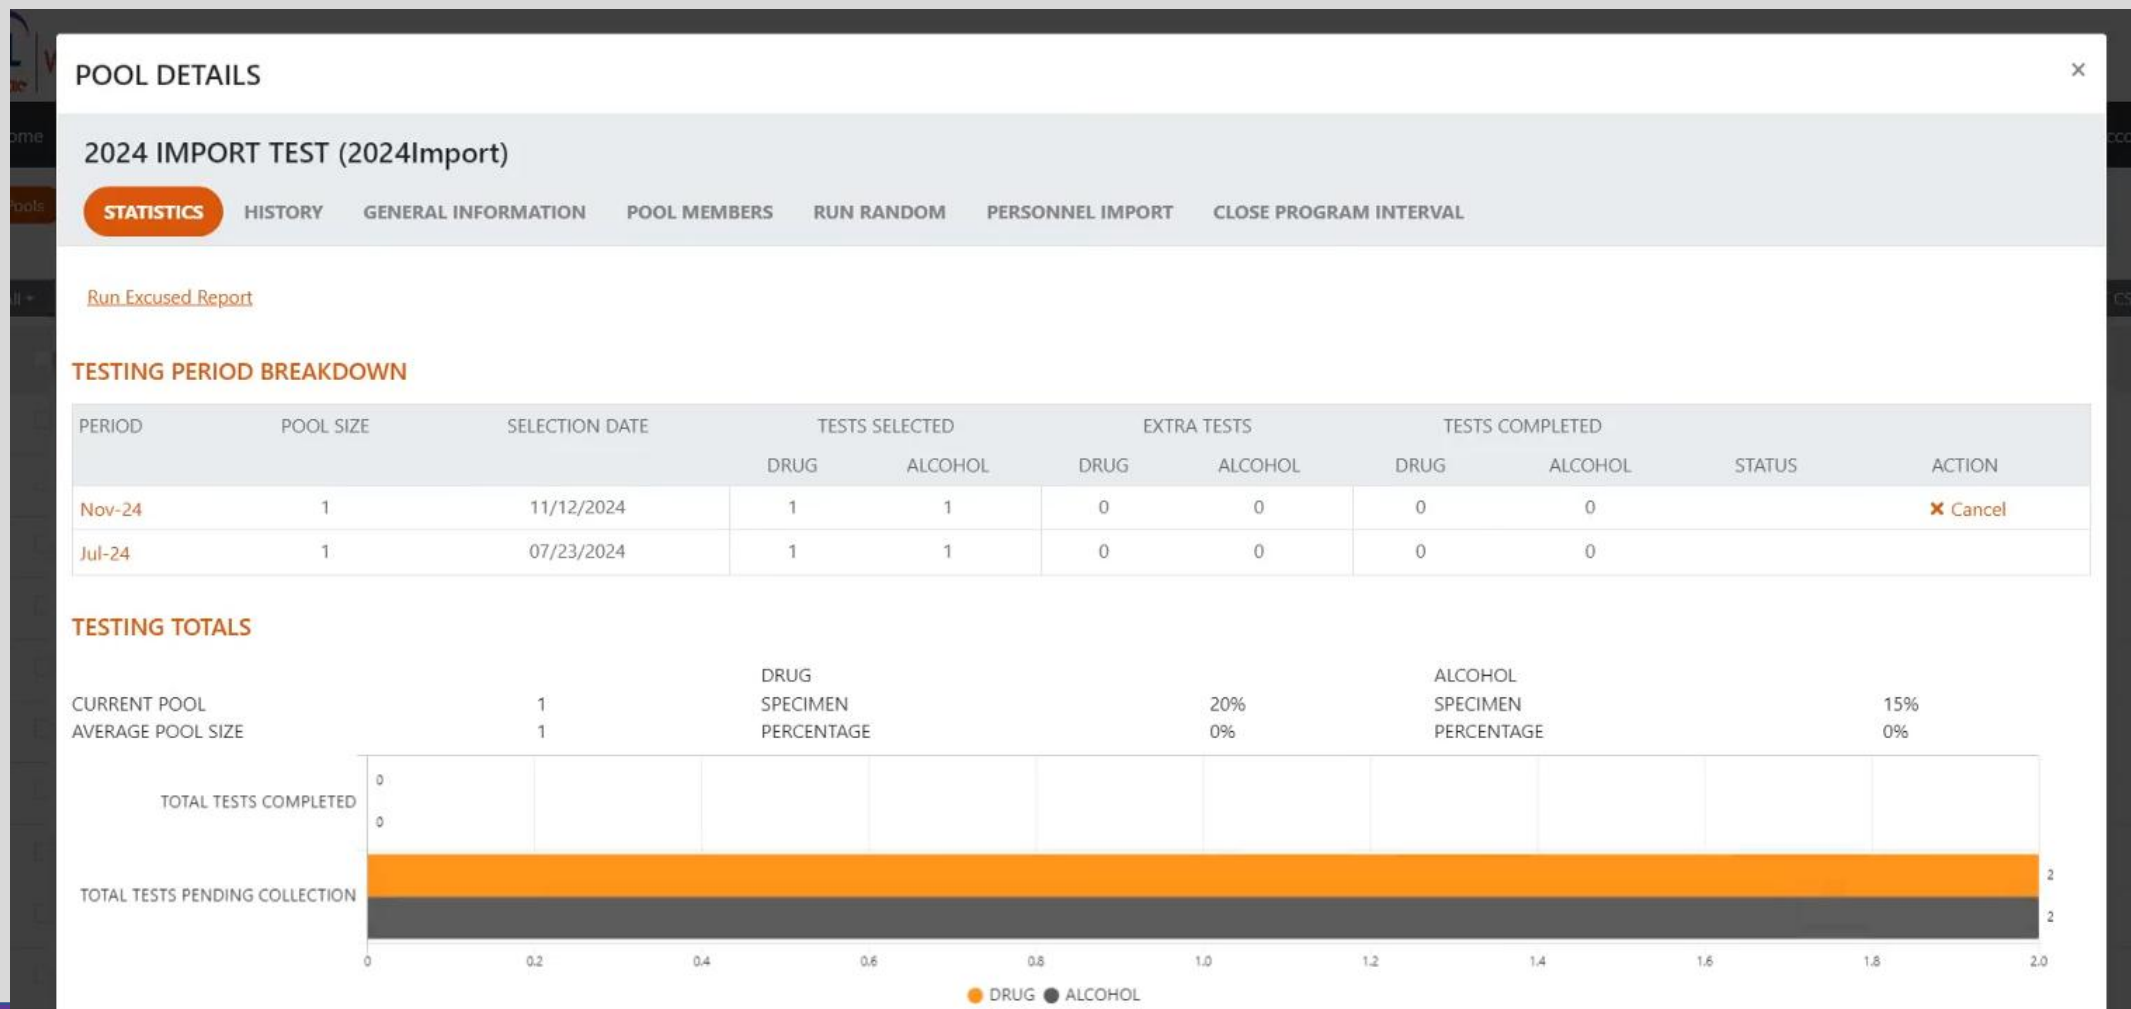 POOL DETAILS ×
2024 IMPORT TEST (2024Import)
STATISTICS HISTORY GENERAL INFORMATION POOL MEMBERS RUN RANDOM PERSONNEL IMPORT CLOSE PROGRAM INTERVAL
Run Excused Report
TESTING PERIOD BREAKDOWN
PERIOD POOL SIZE SELECTION DATE TESTS SELECTED EXTRA TESTS TESTS COMPLETED
DRUG ALCOHOL DRUG ALCOHOL DRUG ALCOHOL STATUS ACTION
Nov-24 1 11/12/2024 1 1 0 0 0 0 ✖ Cancel
Jul-24 1 07/23/2024 1 1 0 0 0 0
TESTING TOTALS
DRUG ALCOHOL
CURRENT POOL 1 SPECIMEN 20% SPECIMEN 15%
AVERAGE POOL SIZE 1 PERCENTAGE 0% PERCENTAGE 0%
0
TOTAL TESTS COMPLETED
0
2
TOTAL TESTS PENDING COLLECTION
2
0 0.2 0.4 0.6 0.8 1.0 1.2 1.4 1.6 1.8 2.0
DRUG ALCOHOL